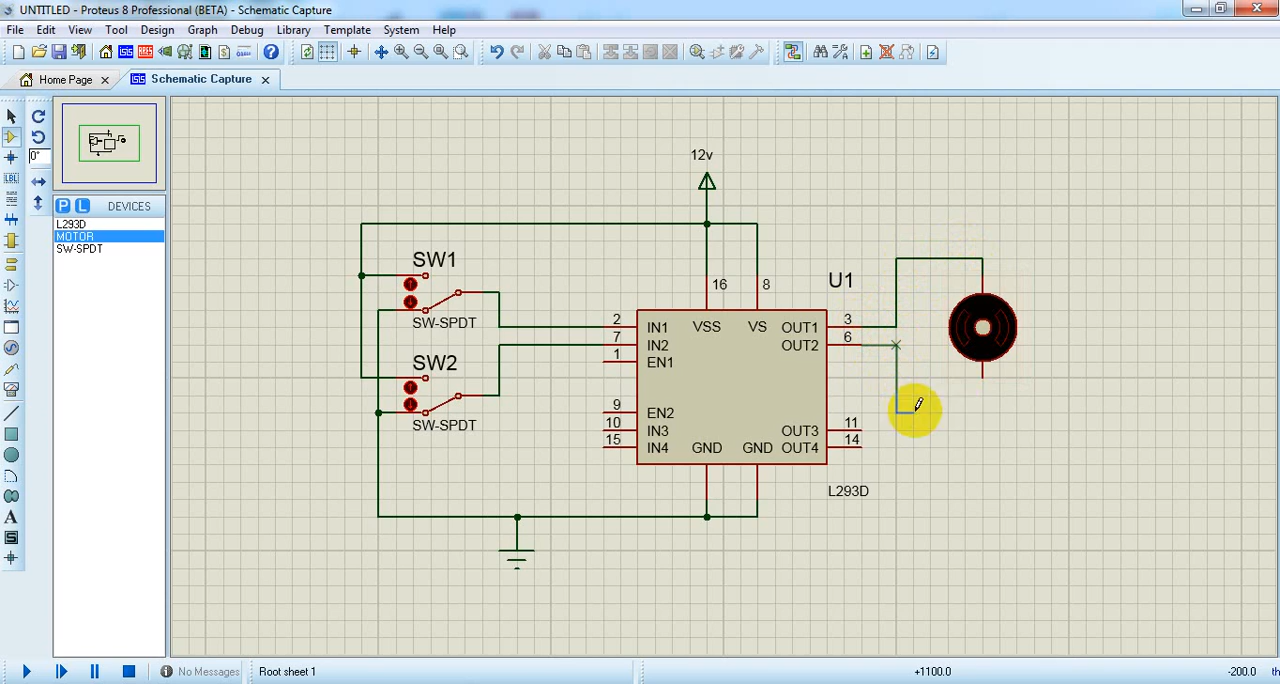 UNTITLED - Proteus 8 Professional (BETA) - Schematic Capture
File Edit View Tool Design Graph Debug Library Template System Help
Home Page Schematic Capture
LBL
0°
P L DEVICES
L293D
MOTOR
SW-SPDT
A
S
12v
SW1
SW-SPDT
SW2
SW-SPDT
U1
16 8
2 IN1 VSS VS OUT1 3
7 IN2 OUT2 6
1 EN1
9 EN2
10 IN3 OUT3 11
15 IN4 GND GND OUT4 14
L293D
No Messages Root sheet 1 +1100.0 -200.0 th